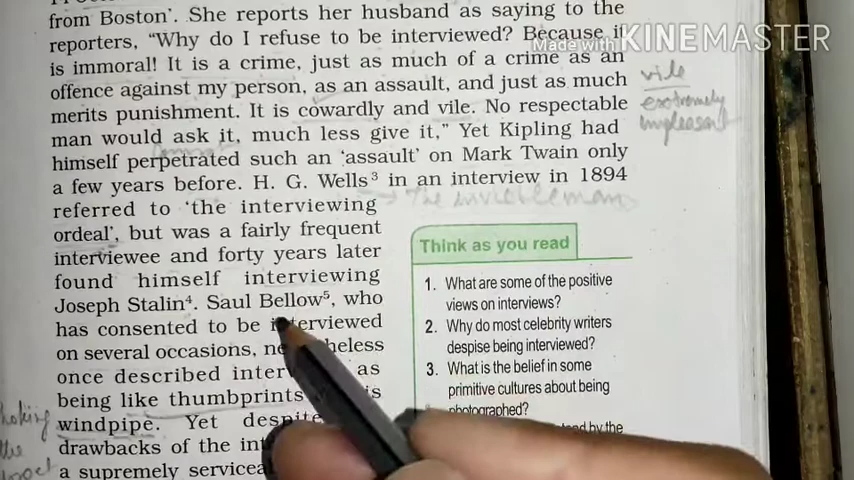 from Boston'. She reports her husband as saying to the
reporters, "Why do I refuse to be interviewed? Because it
is immoral! It is a crime, just as much of a crime as an
offence against my person, as an assault, and just as much
merits punishment. It is cowardly and vile. No respectable
man would ask it, much less give it," Yet Kipling had
himself perpetrated such an 'assault' on Mark Twain only
a few years before. H. G. Wells³ in an interview in 1894
referred to 'the interviewing
ordeal', but was a fairly frequent
interviewee and forty years later
found himself interviewing
Joseph Stalin⁴. Saul Bellow⁵, who
has consented to be interviewed
on several occasions,
once described as
being like thumbprints
windpipe. Yet despite
drawbacks of the
a supremely
Made with KINEMASTER
vile
extremely
unpleasant
The invisible man
Think as you read
1. What are some of the positive
views on interviews?
2. Why do most celebrity writers
despise being interviewed?
3. What is the belief in some
primitive cultures about being
photographed?
by the
the